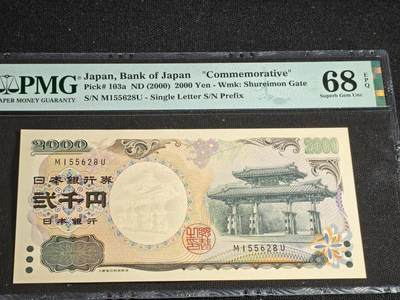 PMG
PAPER MONEY GUARANTY
Japan, Bank of Japan "Commemorative"
Pick# 103a ND (2000) 2000 Yen - Wmk: Shureimon Gate
S/N M155628U - Single Letter S/N Prefix
68 EPQ
Superb Gem Unc
2000
2000
M155628U
日本銀行券
弐千円
日本銀行
M155628U